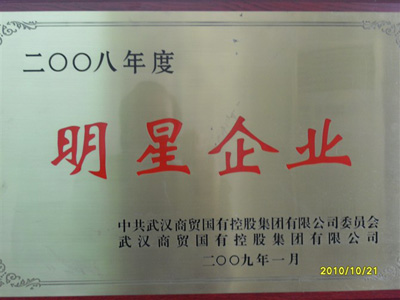 二〇〇八年度
明星企业
中共武汉商贸国有控股集团有限公司委员会
武汉商贸国有控股集团有限公司
二〇〇九年一月
2010/10/21